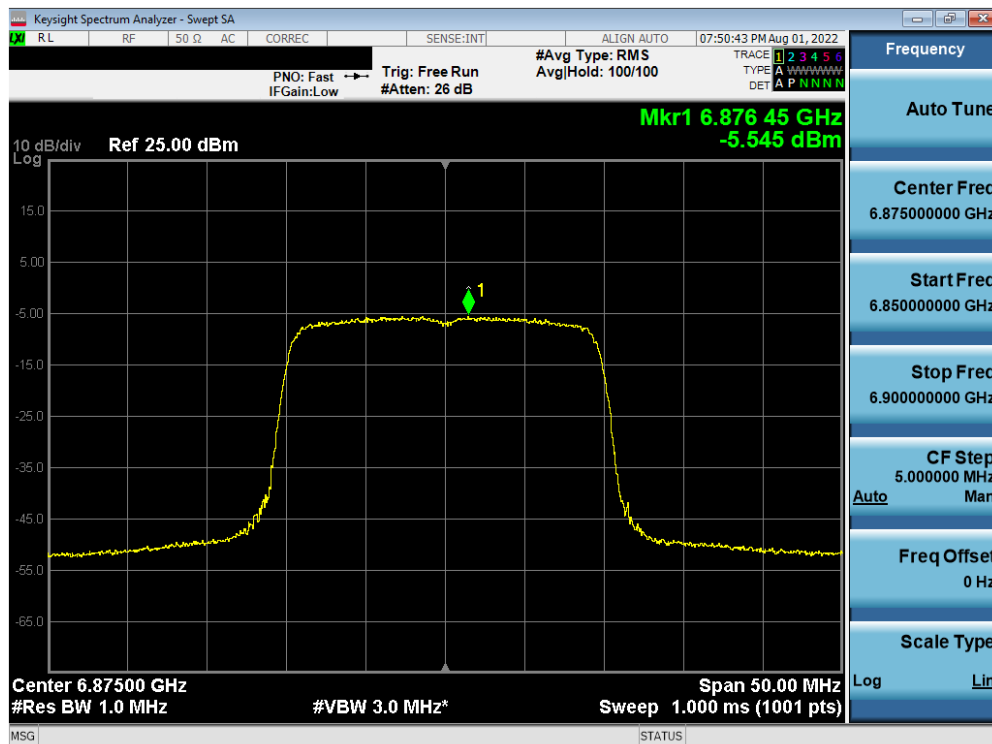 Keysight Spectrum Analyzer - Swept SA
LXI RL RF 50 Ω AC CORREC SENSE:INT ALIGN AUTO 07:50:43 PM Aug 01, 2022
PNO: Fast
IFGain:Low
Trig: Free Run
#Atten: 26 dB
#Avg Type: RMS
Avg|Hold: 100/100
TRACE 1 2 3 4 5 6
TYPE A WWWWW
DET A P N N N N
Mkr1 6.876 45 GHz
-5.545 dBm
10 dB/div Ref 25.00 dBm
Log
15.0
5.00
-5.00
-15.0
-25.0
-35.0
-45.0
-55.0
-65.0
1
Center 6.87500 GHz Span 50.00 MHz
#Res BW 1.0 MHz #VBW 3.0 MHz* Sweep 1.000 ms (1001 pts)
MSG STATUS
Frequency
Auto Tune
Center Freq
6.875000000 GHz
Start Freq
6.850000000 GHz
Stop Freq
6.900000000 GHz
CF Step
5.000000 MHz
Auto Man
Freq Offset
0 Hz
Scale Type
Log Lin